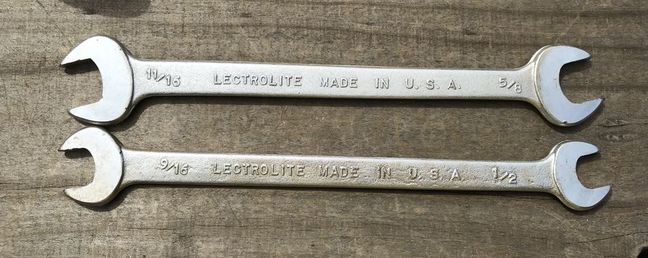 11/16 LECTROLITE MADE IN U.S.A. 5/8
9/16 LECTROLITE MADE IN U.S.A. 1/2